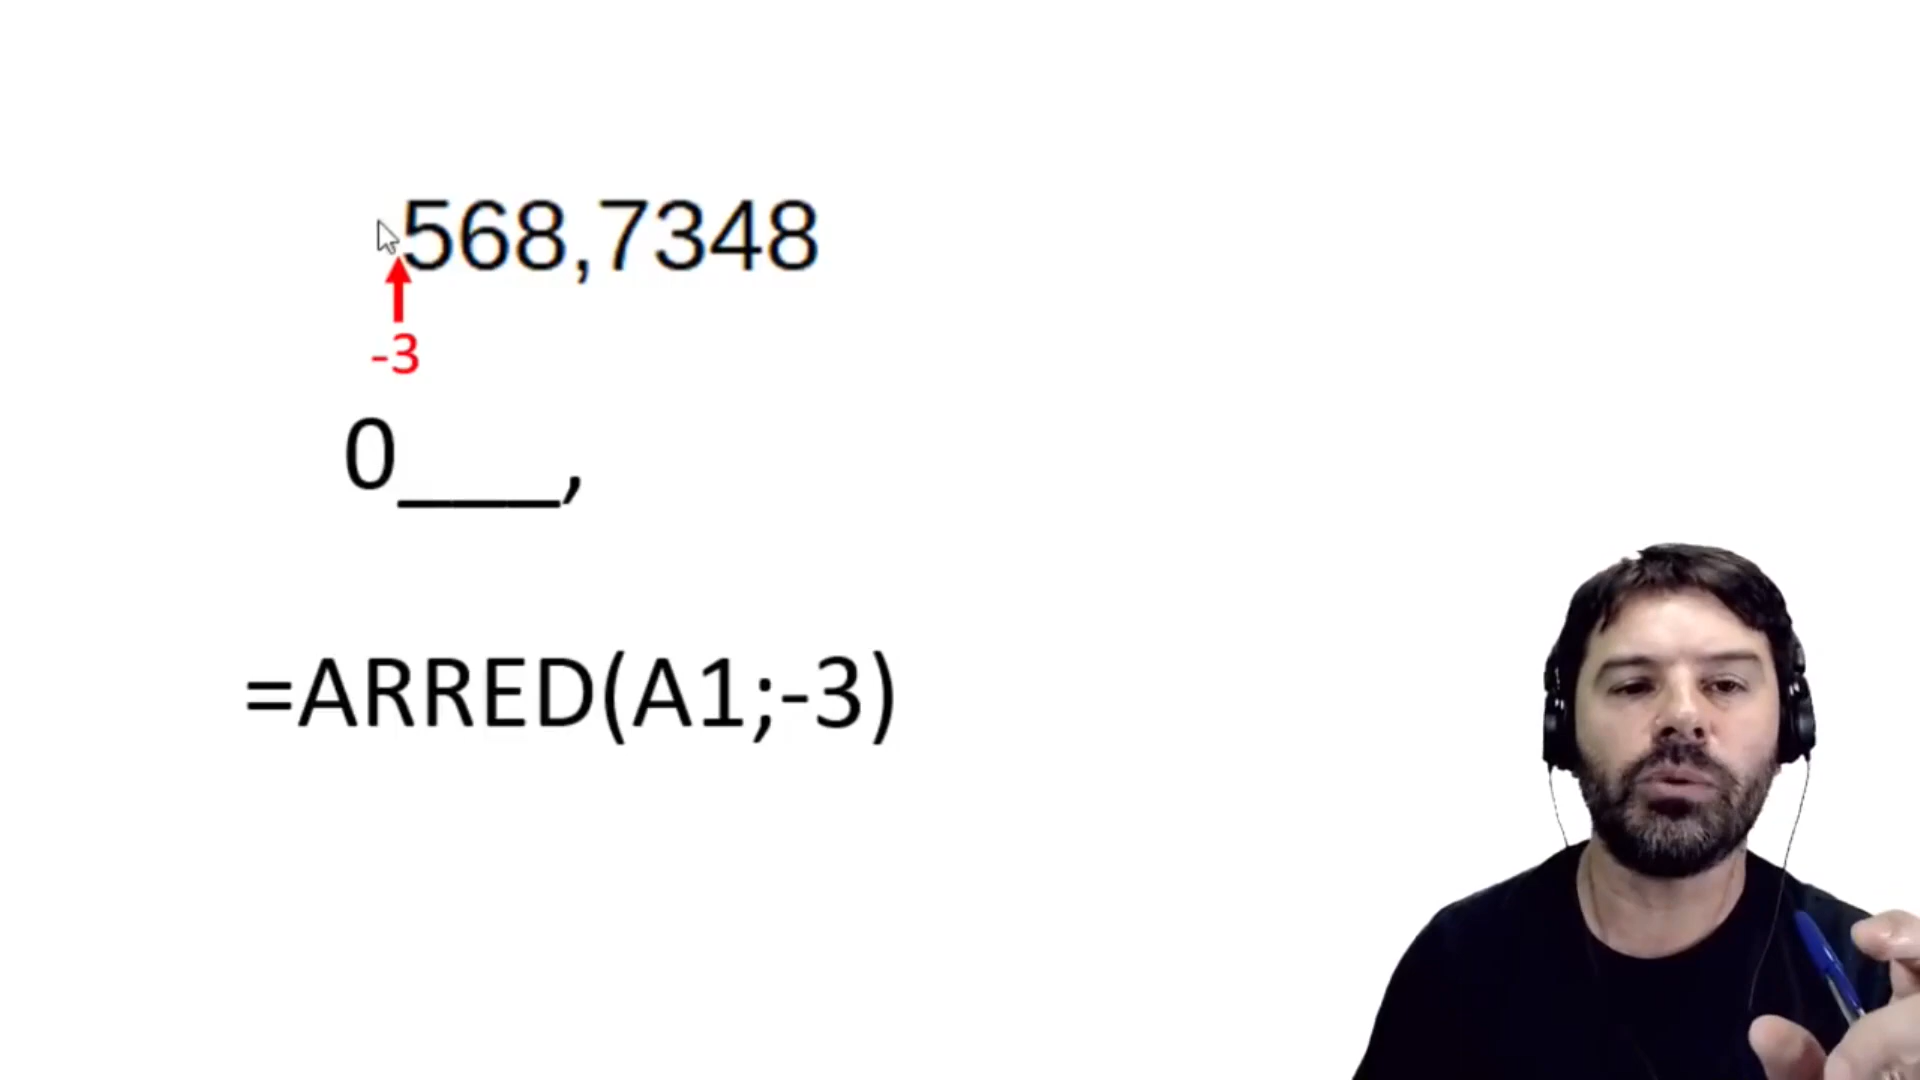 568,7348
-3
0___,
=ARRED(A1;-3)